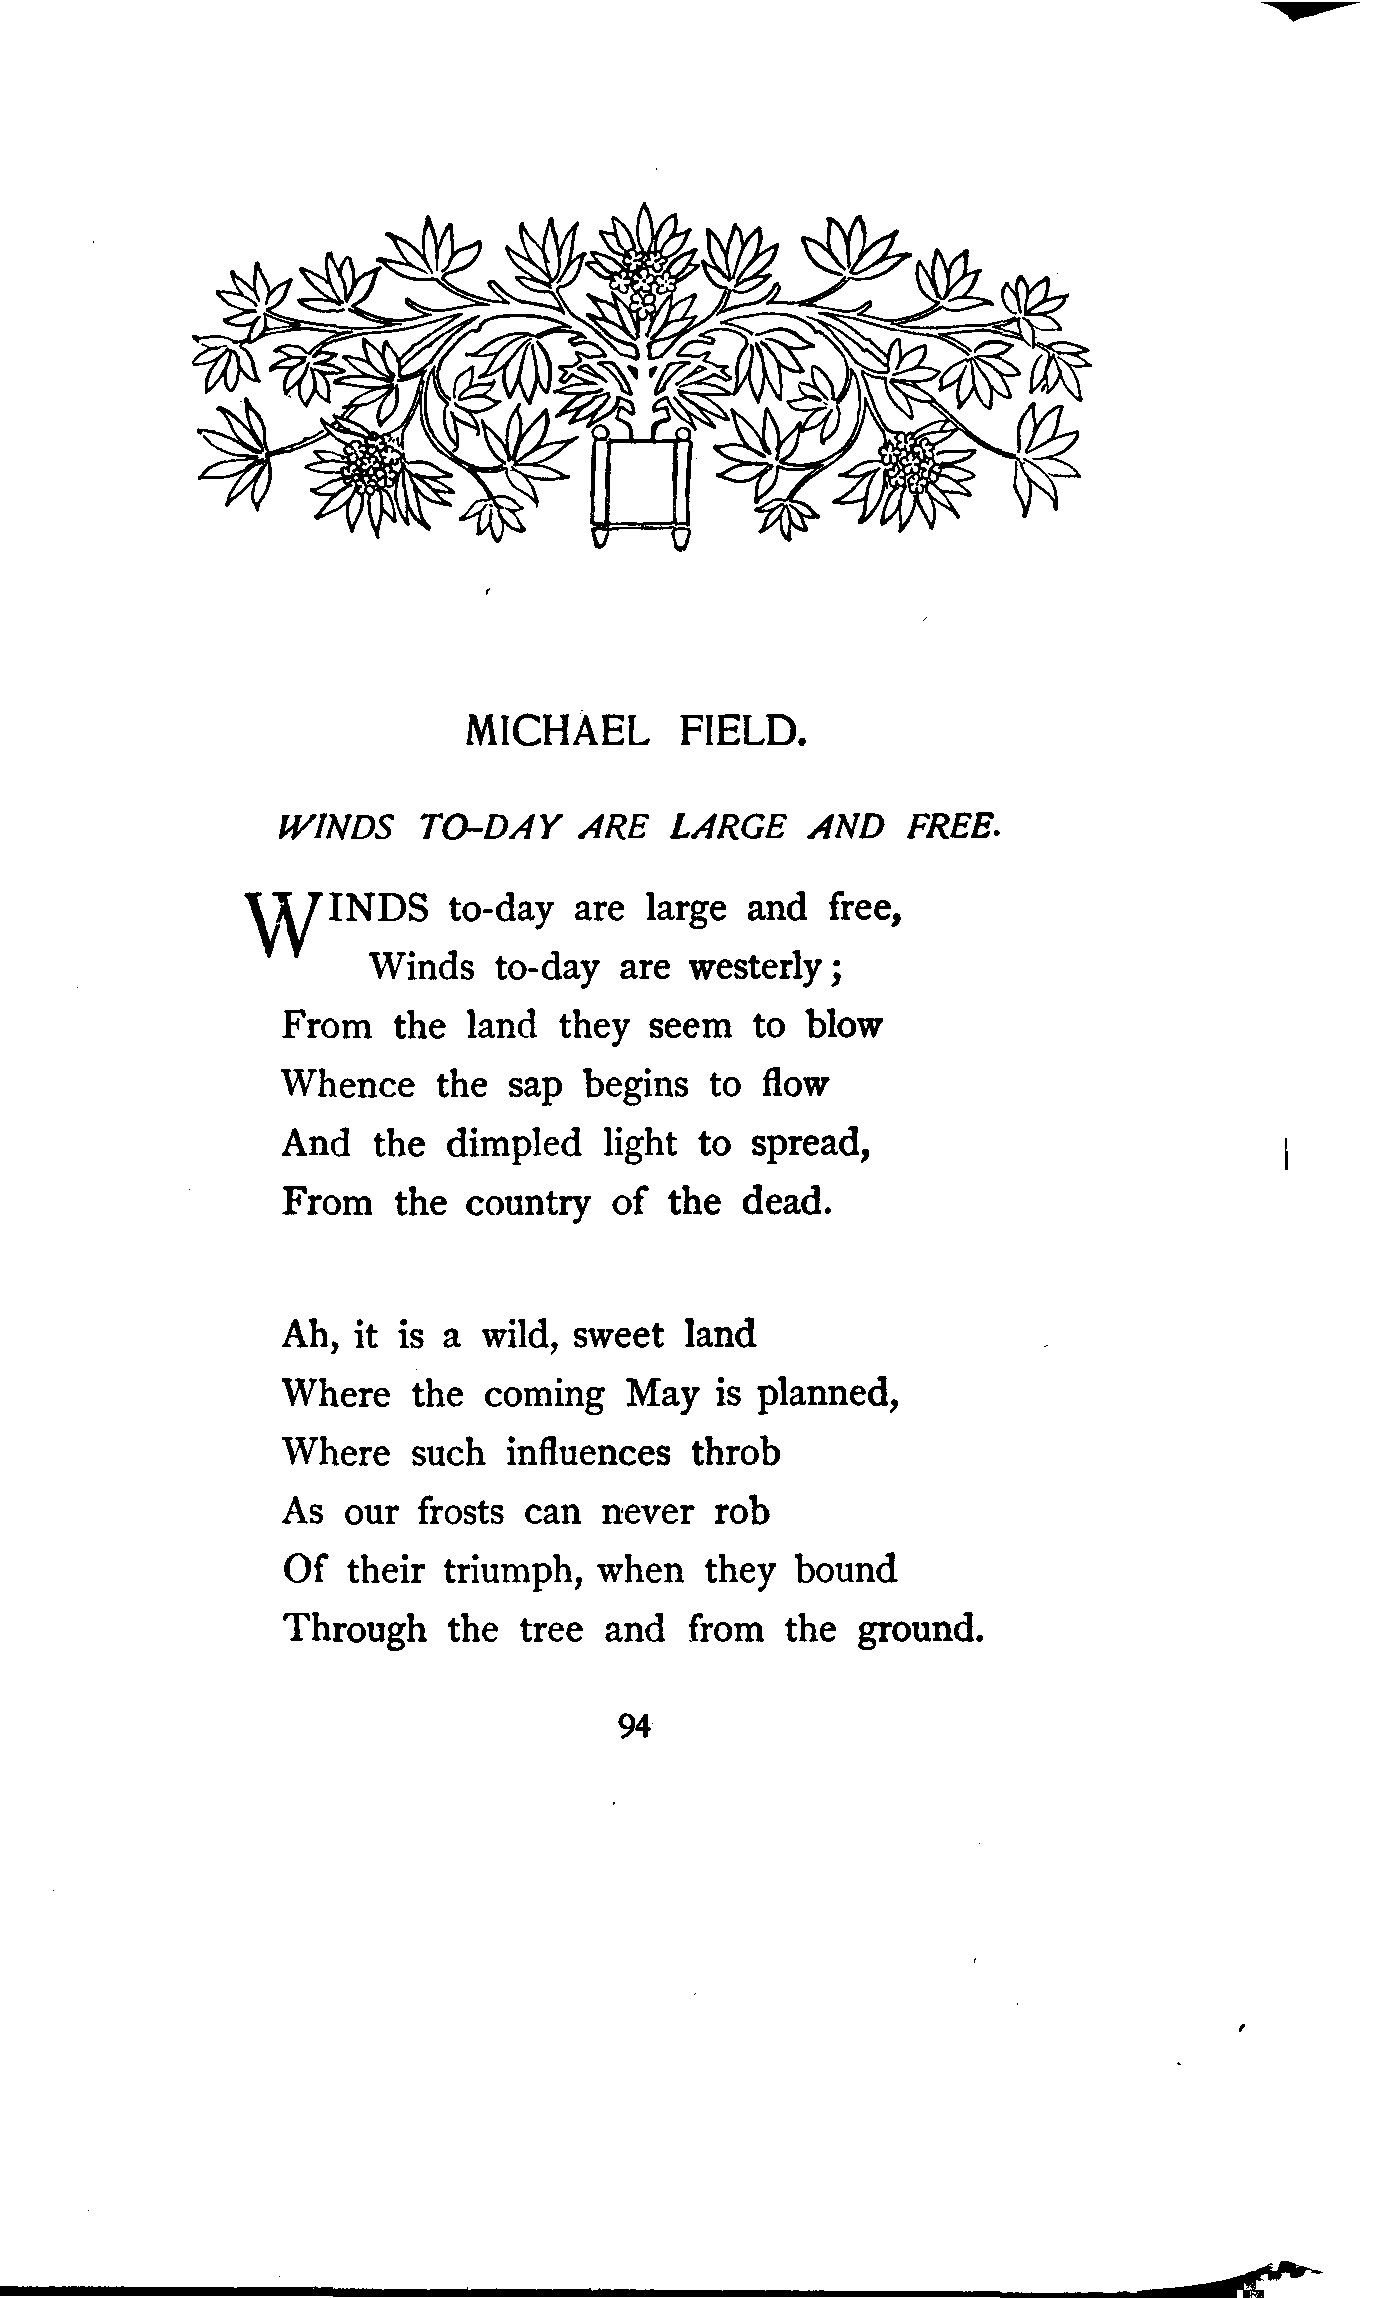 MICHAEL FIELD.
WINDS TO-DAY ARE LARGE AND FREE.
WINDS to-day are large and free,
Winds to-day are westerly;
From the land they seem to blow
Whence the sap begins to flow
And the dimpled light to spread,
From the country of the dead.
Ah, it is a wild, sweet land
Where the coming May is planned,
Where such influences throb
As our frosts can never rob
Of their triumph, when they bound
Through the tree and from the ground.
94